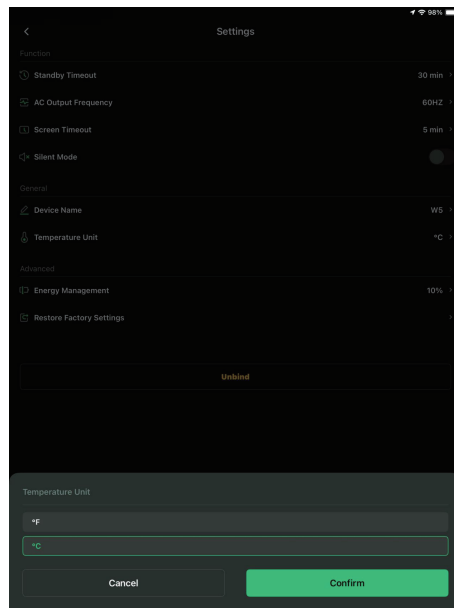 98%
Settings
Function
Standby Timeout 30 min
AC Output Frequency 60HZ
Screen Timeout 5 min
Silent Mode
General
Device Name W5
Temperature Unit °C
Advanced
Energy Management 10%
Restore Factory Settings
Unbind
Temperature Unit
°F
°C
Cancel Confirm